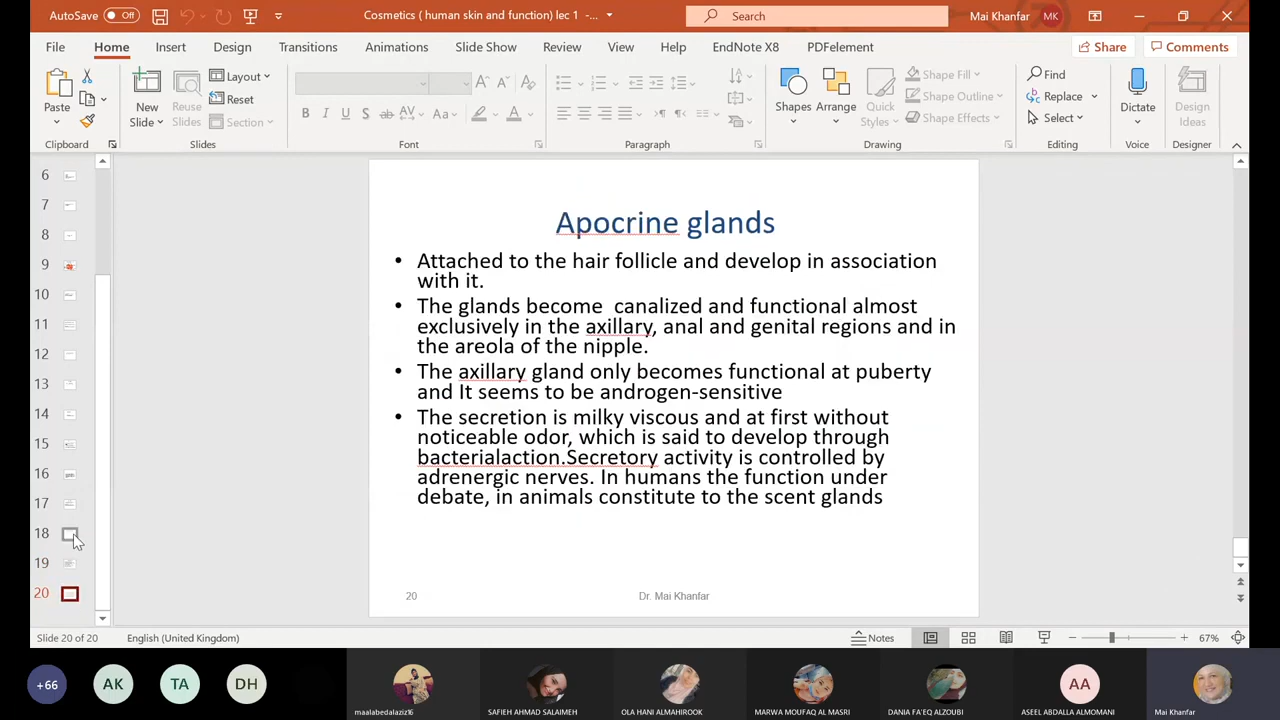 AutoSave Off
Cosmetics ( human skin and function) lec 1 -...
Search
Mai Khanfar MK
File Home Insert Design Transitions Animations Slide Show Review View Help EndNote X8 PDFelement Share Comments
Paste
New Slide
Reuse Slides
Layout
Reset
Section
B I U S ab AV Aa A
Shapes
Arrange
Quick Styles
Shape Fill
Shape Outline
Shape Effects
Find
Replace
Select
Dictate
Design Ideas
Clipboard Slides Font Paragraph Drawing Editing Voice Designer
6
7
8
9
10
11
12
13
14
15
16
17
18
19
20
Apocrine glands
• Attached to the hair follicle and develop in association
with it.
• The glands become canalized and functional almost
exclusively in the axillary, anal and genital regions and in
the areola of the nipple.
• The axillary gland only becomes functional at puberty
and It seems to be androgen-sensitive
• The secretion is milky viscous and at first without
noticeable odor, which is said to develop through
bacterialaction.Secretory activity is controlled by
adrenergic nerves. In humans the function under
debate, in animals constitute to the scent glands
20 Dr. Mai Khanfar
Slide 20 of 20 English (United Kingdom) Notes 67%
+66 AK TA DH AA
maalabedalaziz16 SAFIEH AHMAD SALAIMEH OLA HANI ALMAHIROOK MARWA MOUFAQ AL MASRI DANIA FA'EQ ALZOUBI ASEEL ABDALLA ALMOMANI Mai Khanfar